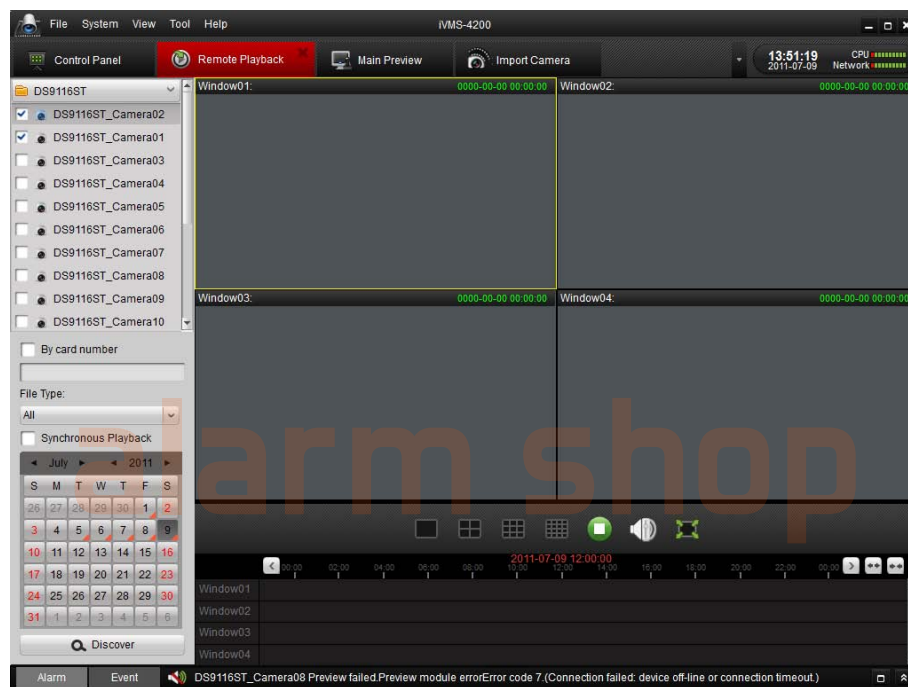 File System View Tool Help iVMS-4200
Control Panel Remote Playback Main Preview Import Camera 13:51:19 CPU
2011-07-09 Network
DS9116ST
DS9116ST_Camera02
DS9116ST_Camera01
DS9116ST_Camera03
DS9116ST_Camera04
DS9116ST_Camera05
DS9116ST_Camera06
DS9116ST_Camera07
DS9116ST_Camera08
DS9116ST_Camera09
DS9116ST_Camera10
By card number
File Type:
All
Synchronous Playback
July 2011
S M T W T F S
26 27 28 29 30 1 2
3 4 5 6 7 8 9
10 11 12 13 14 15 16
17 18 19 20 21 22 23
24 25 26 27 28 29 30
31 1 2 3 4 5 6
Discover
Window01: 0000-00-00 00:00:00 Window02: 0000-00-00 00:00:00
Window03: 0000-00-00 00:00:00 Window04: 0000-00-00 00:00:00
alarm shop
2011-07-09 12:00:00
00:00 02:00 04:00 06:00 08:00 10:00 12:00 14:00 16:00 18:00 20:00 22:00 00:00
Window01
Window02
Window03
Window04
Alarm Event DS9116ST_Camera08 Preview failed.Preview module errorError code 7.(Connection failed: device off-line or connection timeout.)